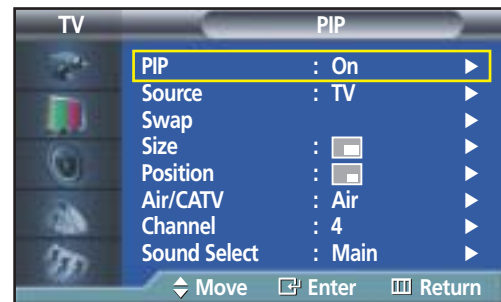 TV PIP
PIP : On
Source : TV
Swap
Size :
Position :
Air/CATV : Air
Channel : 4
Sound Select : Main
Move Enter Return